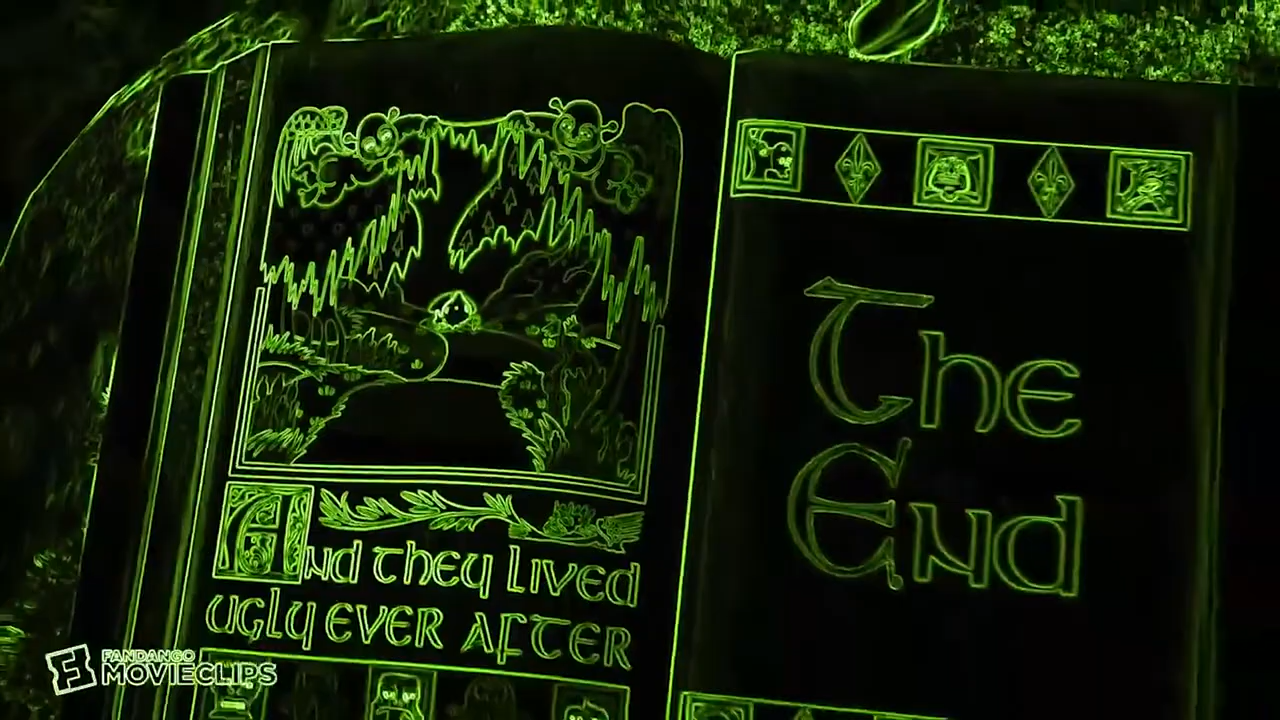 And they lived
ugly ever after
The
End
FANDANGO
MOVIECLIPS